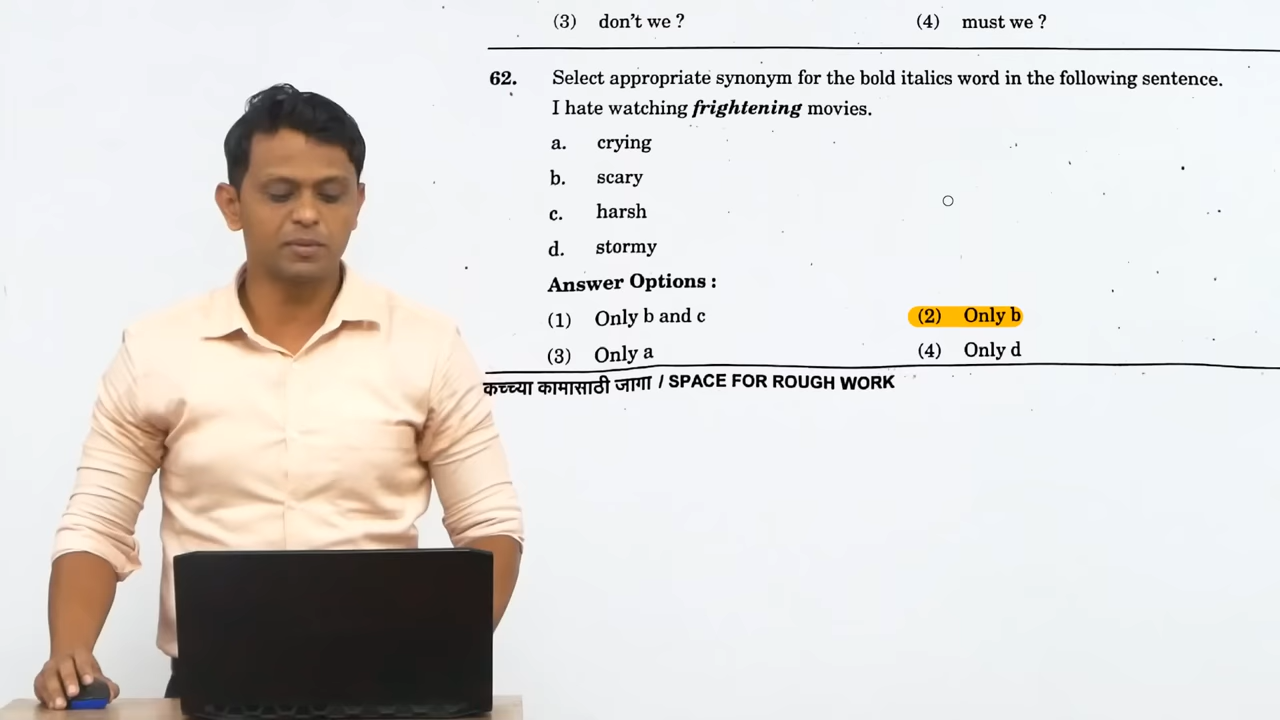 (3) don't we ? (4) must we ?
62. Select appropriate synonym for the bold italics word in the following sentence.
I hate watching frightening movies.
a. crying
b. scary
c. harsh
d. stormy
Answer Options :
(1) Only b and c (2) Only b
(3) Only a (4) Only d
कच्च्या कामासाठी जागा / SPACE FOR ROUGH WORK